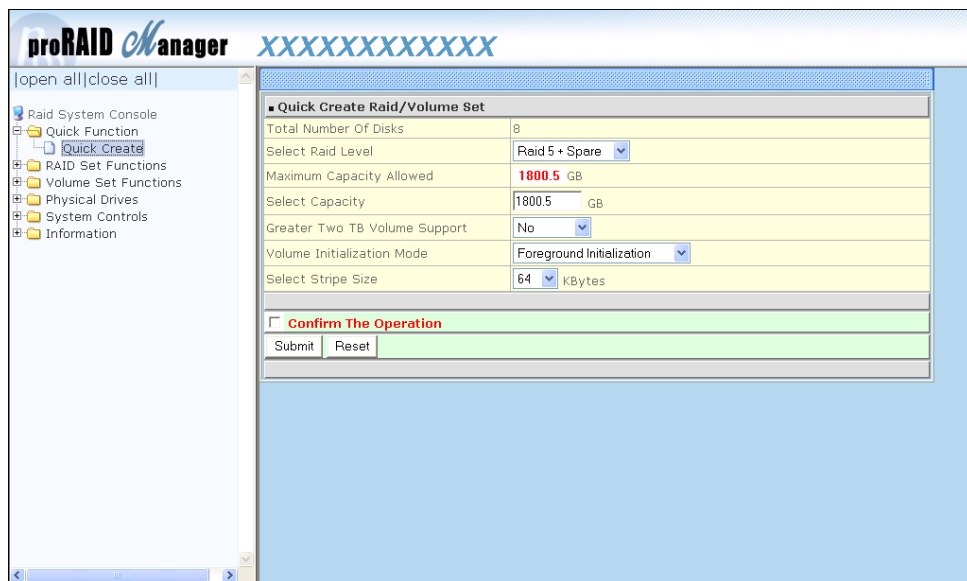 proRAID Manager XXXXXXXXXXXX
|open all|close all|
Raid System Console
Quick Function
Quick Create
RAID Set Functions
Volume Set Functions
Physical Drives
System Controls
Information
Quick Create Raid/Volume Set
Total Number Of Disks 8
Select Raid Level Raid 5 + Spare
Maximum Capacity Allowed 1800.5 GB
Select Capacity 1800.5 GB
Greater Two TB Volume Support No
Volume Initialization Mode Foreground Initialization
Select Stripe Size 64 KBytes
Confirm The Operation
Submit Reset